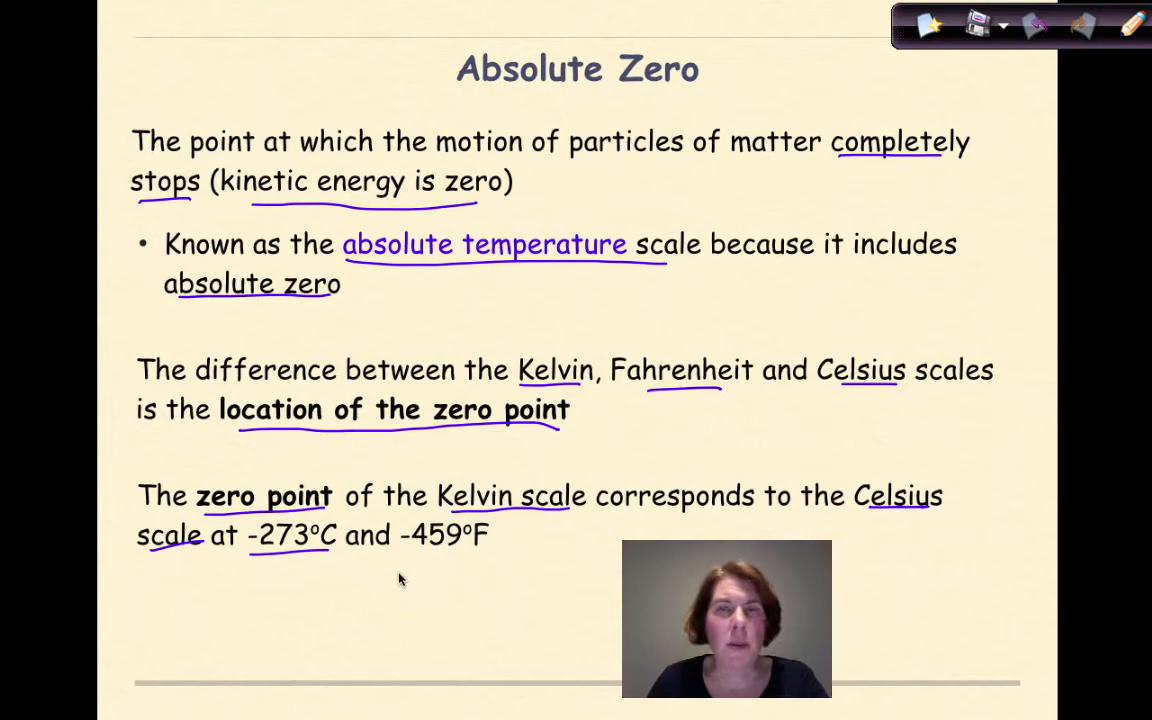 Absolute Zero
The point at which the motion of particles of matter completely
stops (kinetic energy is zero)
• Known as the absolute temperature scale because it includes
absolute zero
The difference between the Kelvin, Fahrenheit and Celsius scales
is the location of the zero point
The zero point of the Kelvin scale corresponds to the Celsius
scale at -273°C and -459°F